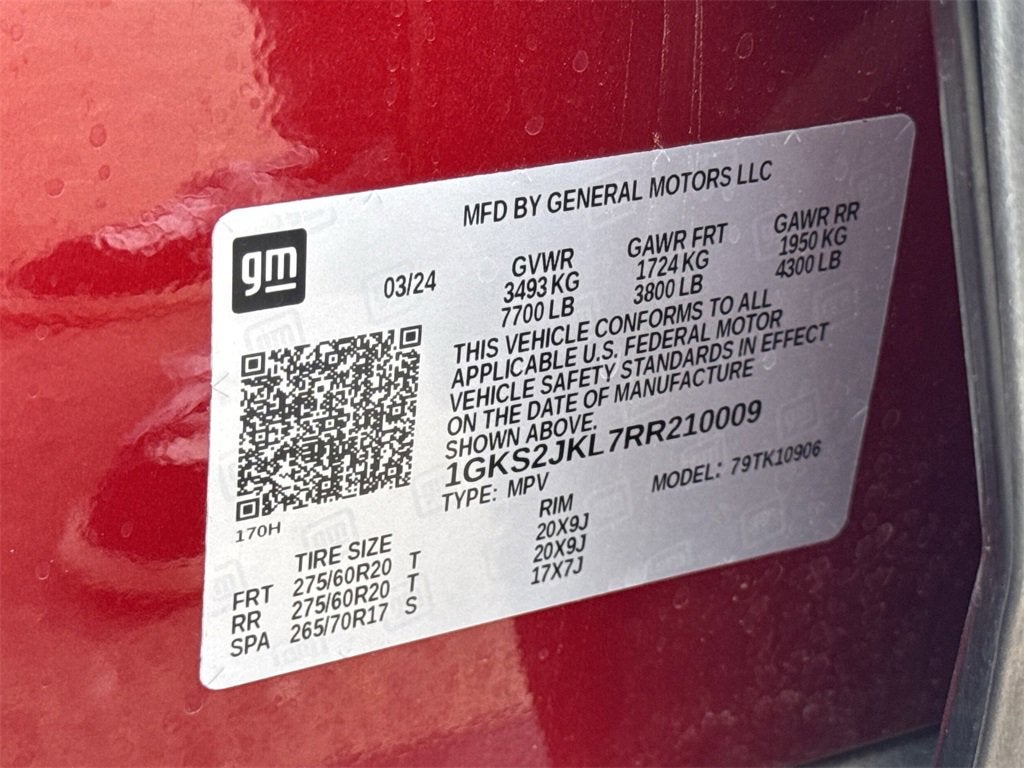 MFD BY GENERAL MOTORS LLC
gm
03/24
GVWR GAWR FRT GAWR RR
3493 KG 1724 KG 1950 KG
7700 LB 3800 LB 4300 LB
THIS VEHICLE CONFORMS TO ALL
APPLICABLE U.S. FEDERAL MOTOR
VEHICLE SAFETY STANDARDS IN EFFECT
ON THE DATE OF MANUFACTURE
SHOWN ABOVE.
1GKS2JKL7RR210009
TYPE: MPV MODEL: 79TK10906
170H
TIRE SIZE RIM
FRT 275/60R20 T 20X9J
RR 275/60R20 T 20X9J
SPA 265/70R17 S 17X7J